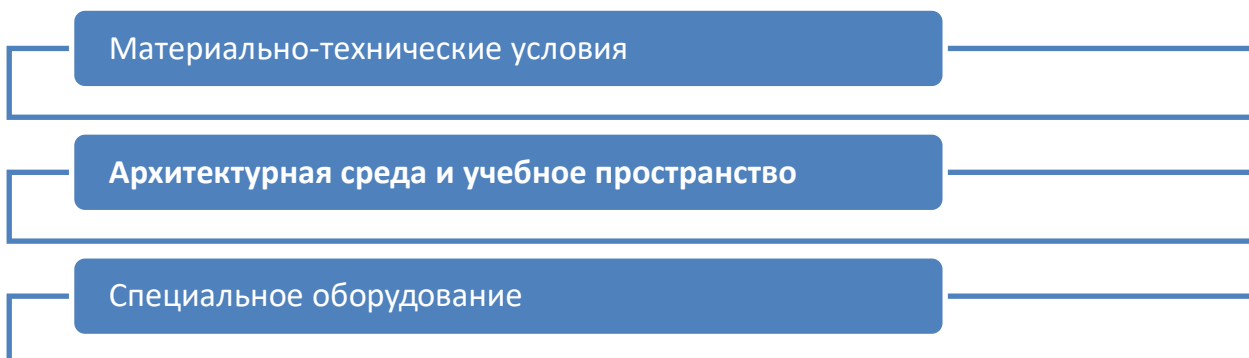 Материально-технические условия
Архитектурная среда и учебное пространство
Специальное оборудование